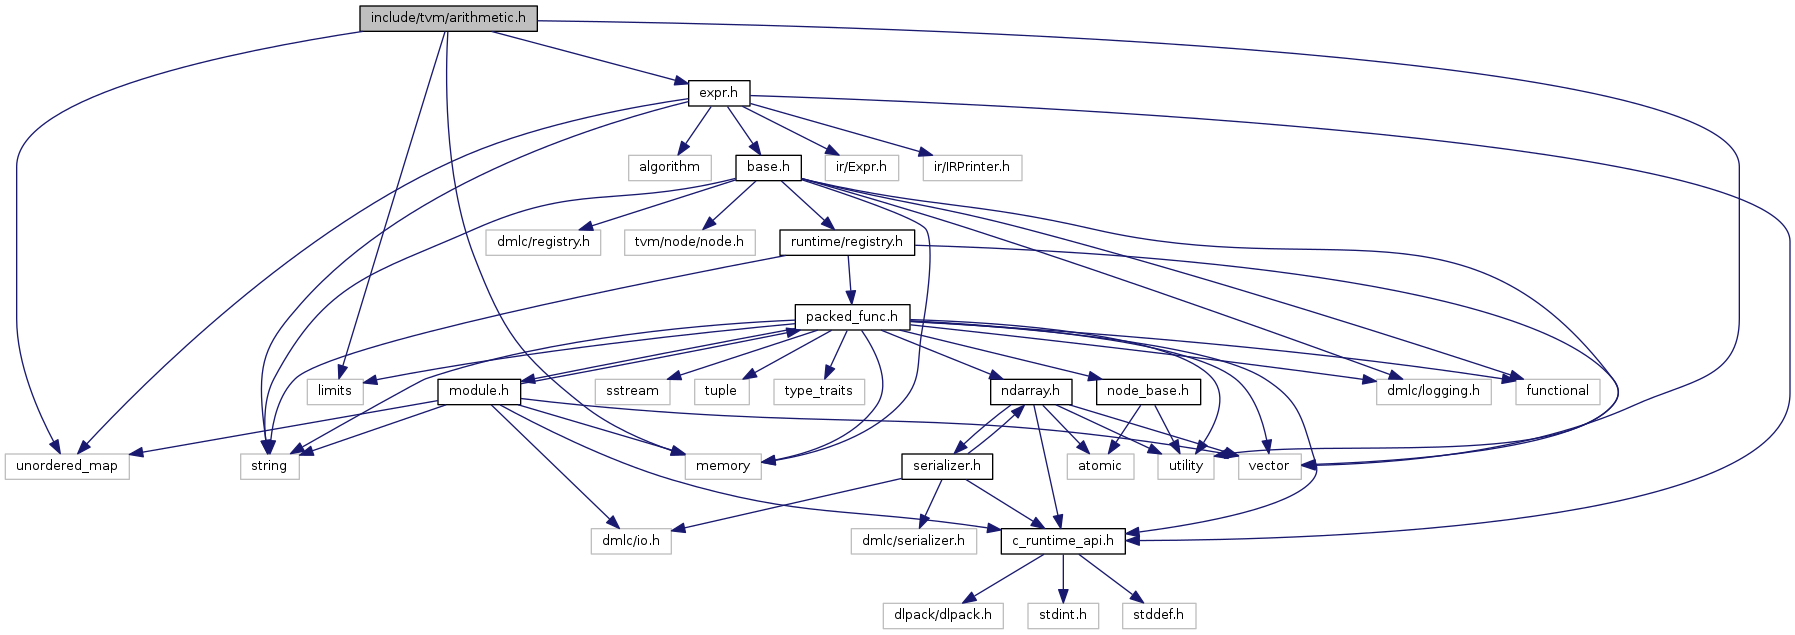 include/tvm/arithmetic.h
expr.h
algorithm
base.h
ir/Expr.h
ir/IRPrinter.h
dmlc/registry.h
tvm/node/node.h
runtime/registry.h
packed_func.h
limits
module.h
sstream
tuple
type_traits
ndarray.h
node_base.h
dmlc/logging.h
functional
unordered_map
string
memory
serializer.h
atomic
utility
vector
dmlc/io.h
dmlc/serializer.h
c_runtime_api.h
dlpack/dlpack.h
stdint.h
stddef.h